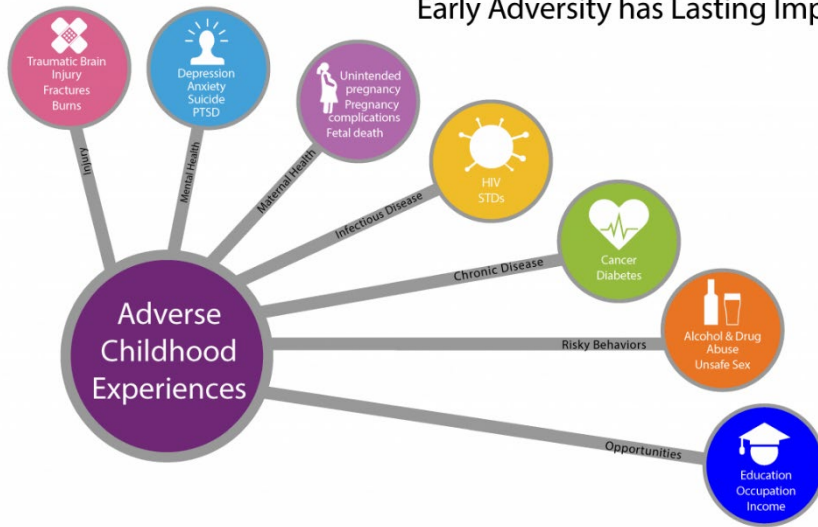 Early Adversity has Lasting Imp
Traumatic Brain
Injury
Fractures
Burns
Depression
Anxiety
Suicide
PTSD
Unintended
pregnancy
Pregnancy
complications
Fetal death
HIV
STDs
Cancer
Diabetes
Alcohol & Drug
Abuse
Unsafe Sex
Education
Occupation
Income
Injury
Mental Health
Maternal Health
Infectious Disease
Chronic Disease
Risky Behaviors
Opportunities
Adverse
Childhood
Experiences